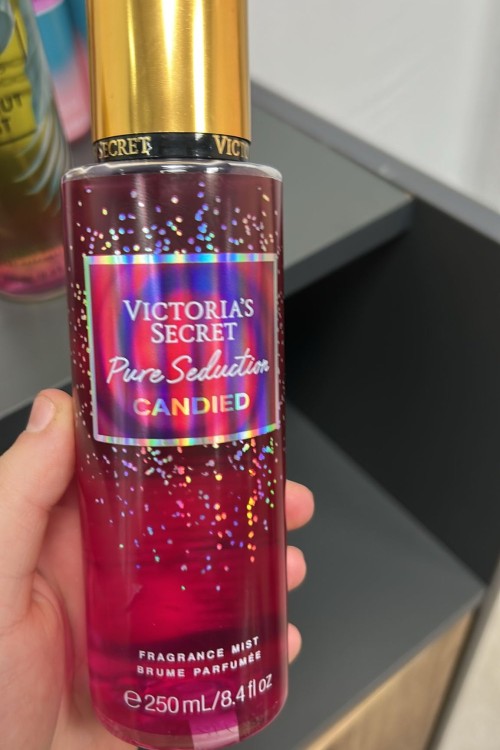 SECRET VICT
VICTORIA'S
SECRET
Pure Seduction
CANDIED
FRAGRANCE MIST
BRUME PARFUMÉE
℮ 250 mL/8.4 fl oz